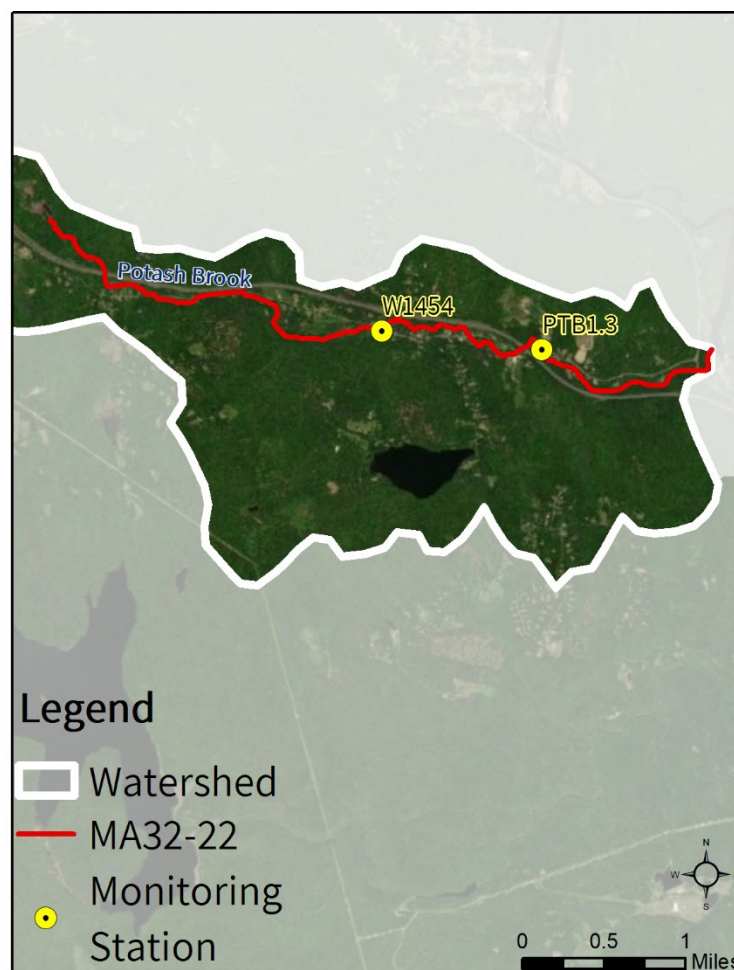 Potash Brook
W1454
PTB1.3
Legend
Watershed
MA32-22
Monitoring
Station
N
W
S
0 0.5 1
Miles